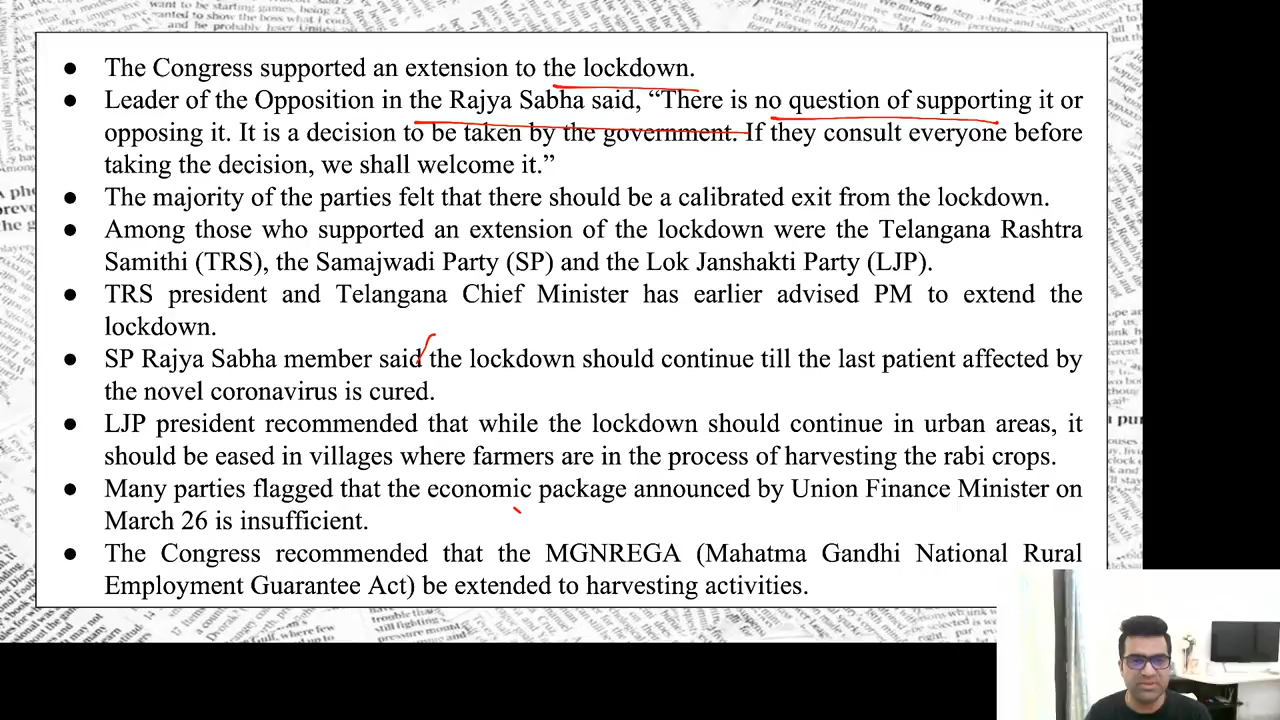 ● The Congress supported an extension to the lockdown.
● Leader of the Opposition in the Rajya Sabha said, “There is no question of supporting it or
opposing it. It is a decision to be taken by the government. If they consult everyone before
taking the decision, we shall welcome it.”
● The majority of the parties felt that there should be a calibrated exit from the lockdown.
● Among those who supported an extension of the lockdown were the Telangana Rashtra
Samithi (TRS), the Samajwadi Party (SP) and the Lok Janshakti Party (LJP).
● TRS president and Telangana Chief Minister has earlier advised PM to extend the
lockdown.
● SP Rajya Sabha member said the lockdown should continue till the last patient affected by
the novel coronavirus is cured.
● LJP president recommended that while the lockdown should continue in urban areas, it
should be eased in villages where farmers are in the process of harvesting the rabi crops.
● Many parties flagged that the economic package announced by Union Finance Minister on
March 26 is insufficient.
● The Congress recommended that the MGNREGA (Mahatma Gandhi National Rural
Employment Guarantee Act) be extended to harvesting activities.